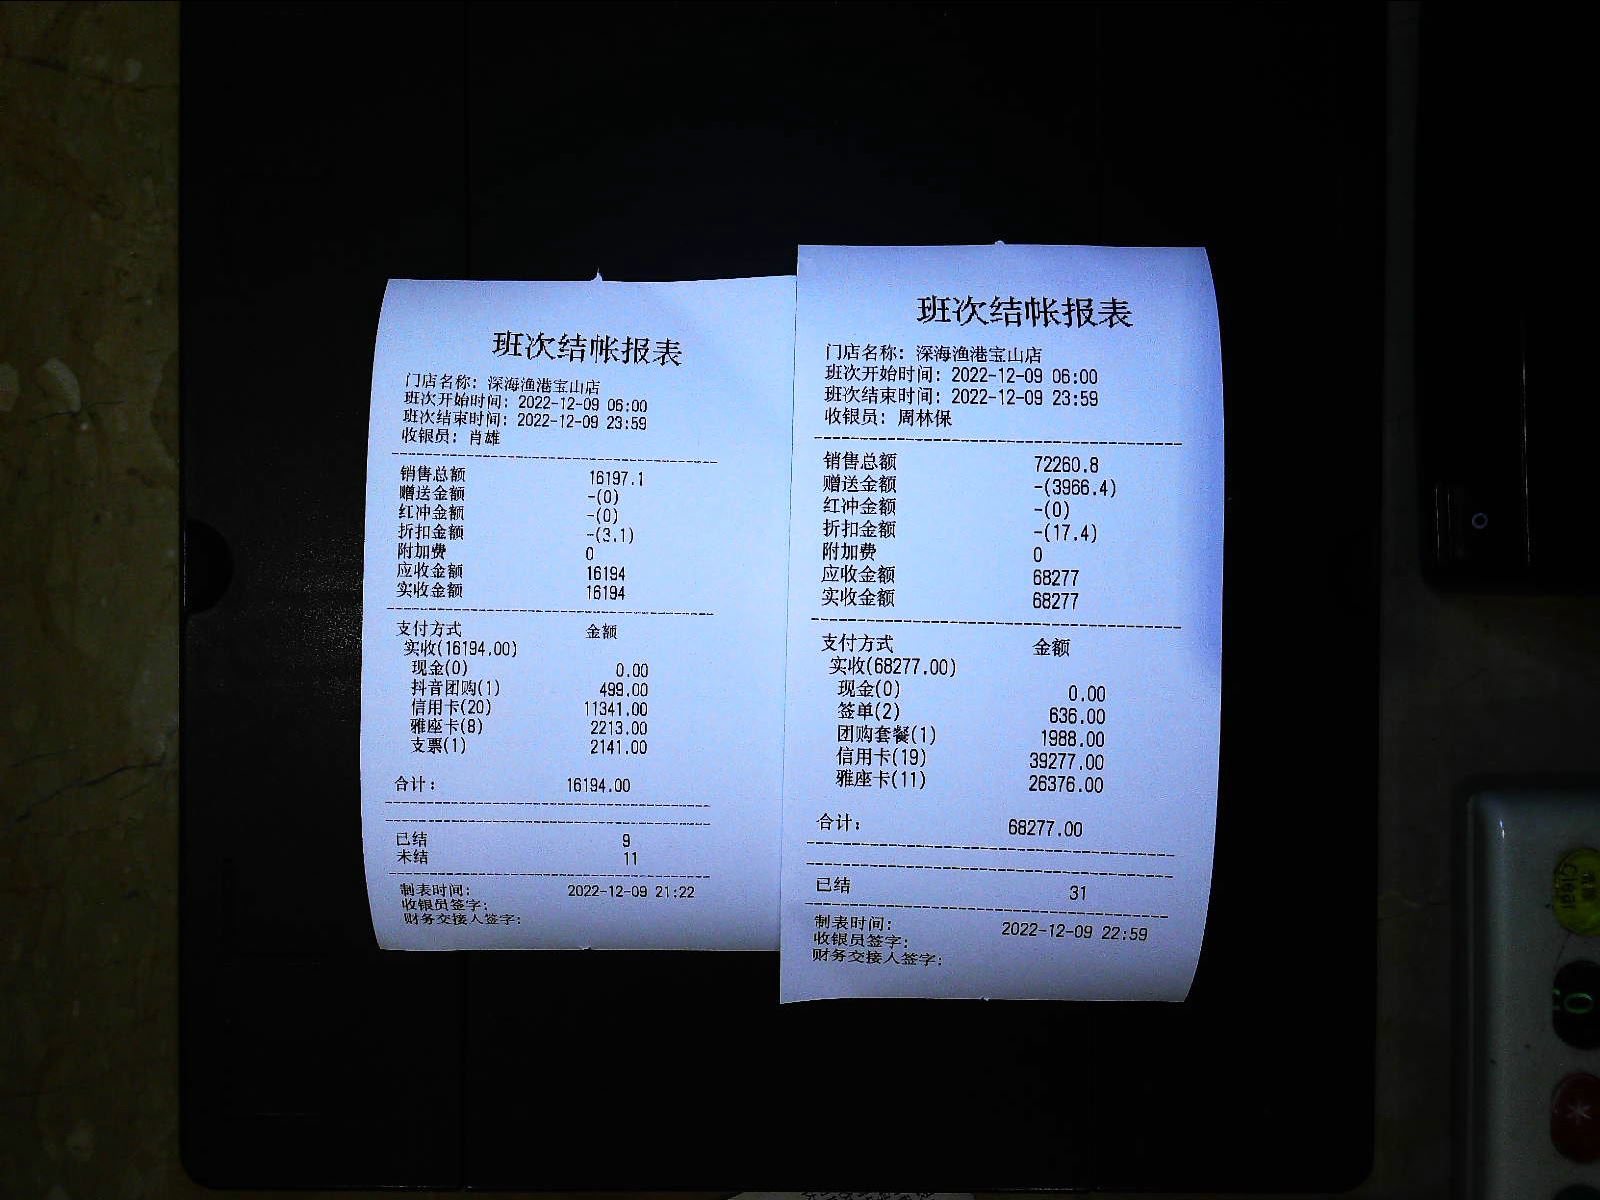 班次结帐报表
门店名称: 深海渔港宝山店
班次开始时间: 2022-12-09 06:00
班次结束时间: 2022-12-09 23:59
收银员: 肖雄
销售总额 16197.1
赠送金额 -(0)
红冲金额 -(0)
折扣金额 -(3.1)
附加费 0
应收金额 16194
实收金额 16194
支付方式 金额
实收(16194.00)
现金(0) 0.00
抖音团购(1) 499.00
信用卡(20) 11341.00
雅座卡(8) 2213.00
支票(1) 2141.00
合计: 16194.00
已结 9
未结 11
制表时间: 2022-12-09 21:22
收银员签字:
财务交接人签字:
班次结帐报表
门店名称: 深海渔港宝山店
班次开始时间: 2022-12-09 06:00
班次结束时间: 2022-12-09 23:59
收银员: 周林保
销售总额 72260.8
赠送金额 -(3966.4)
红冲金额 -(0)
折扣金额 -(17.4)
附加费 0
应收金额 68277
实收金额 68277
支付方式 金额
实收(68277.00)
现金(0) 0.00
签单(2) 636.00
团购套餐(1) 1988.00
信用卡(19) 39277.00
雅座卡(11) 26376.00
合计: 68277.00
已结 31
制表时间: 2022-12-09 22:59
收银员签字:
财务交接人签字:
Clear
0